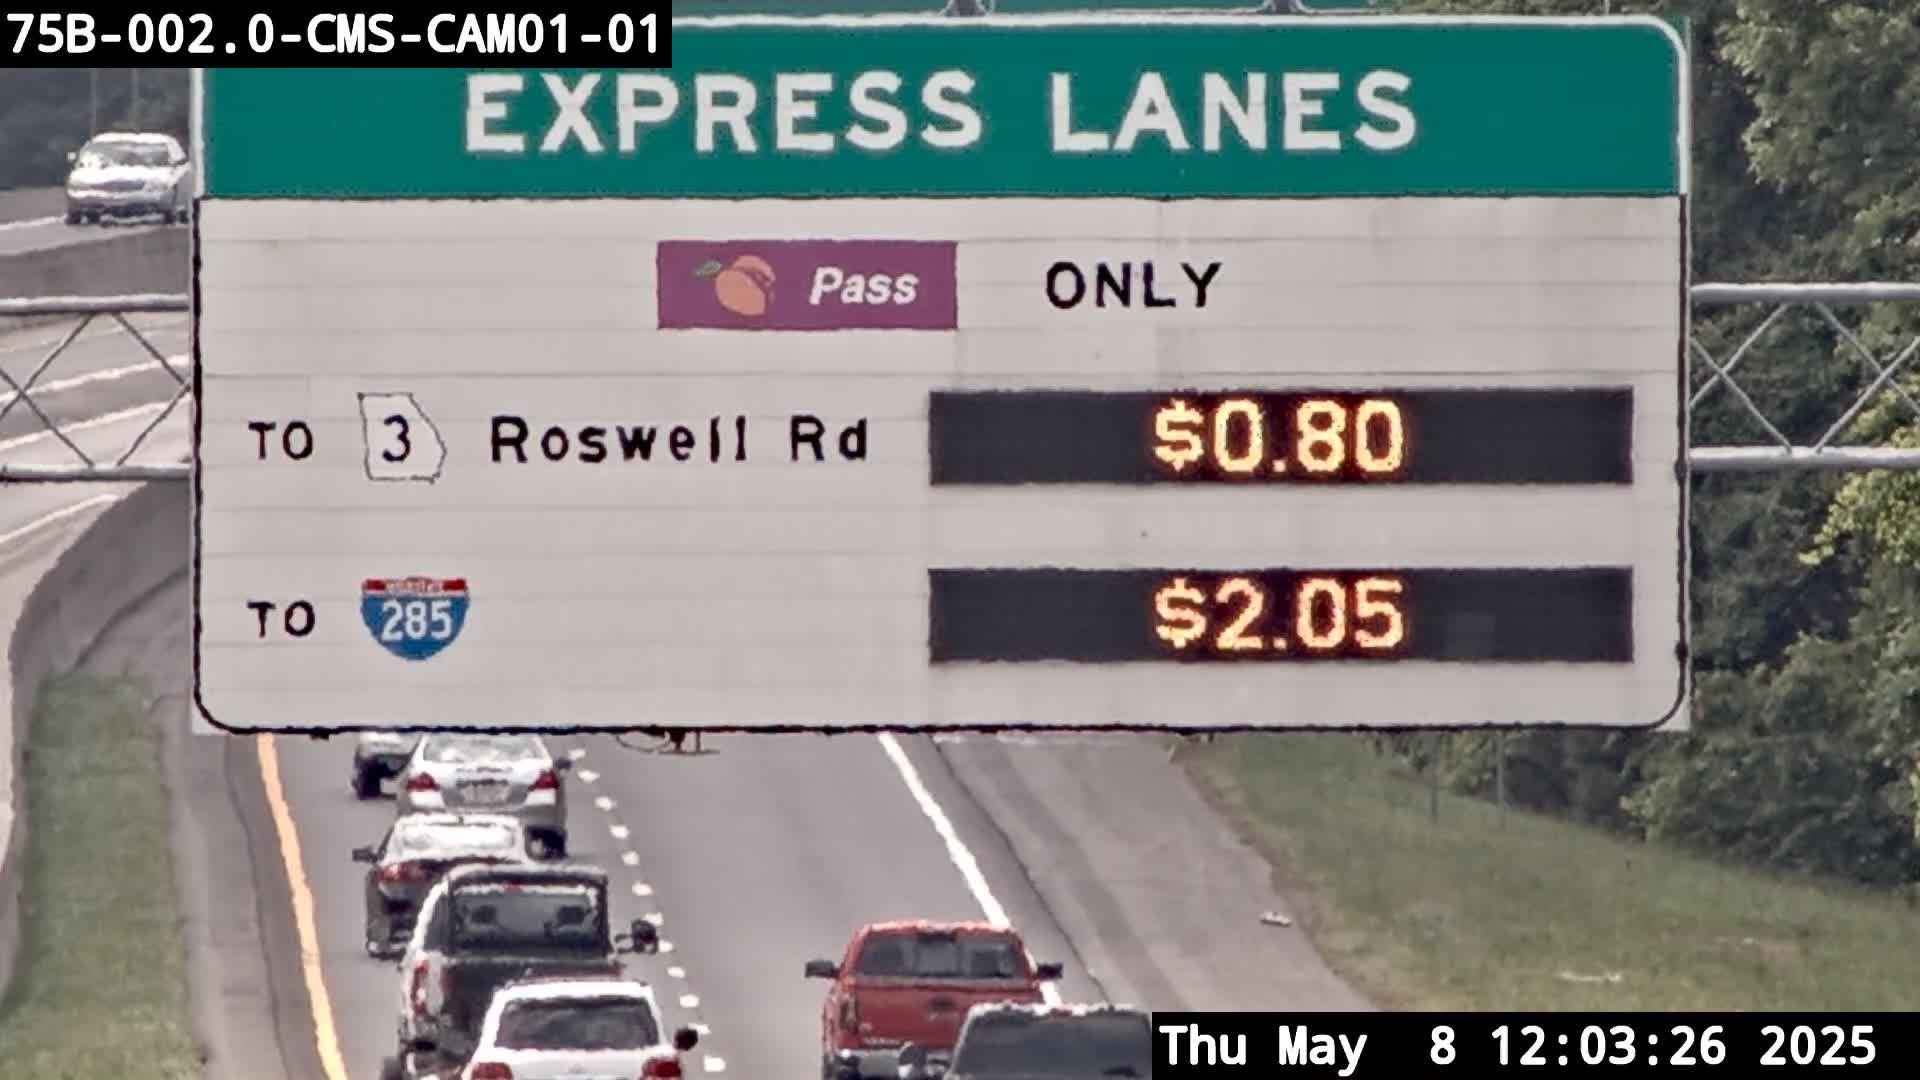 75B-002.0-CMS-CAM01-01
EXPRESS LANES
Pass ONLY
TO 3 Roswell Rd $0.80
TO INTERSTATE 285 $2.05
Thu May 8 12:03:26 2025